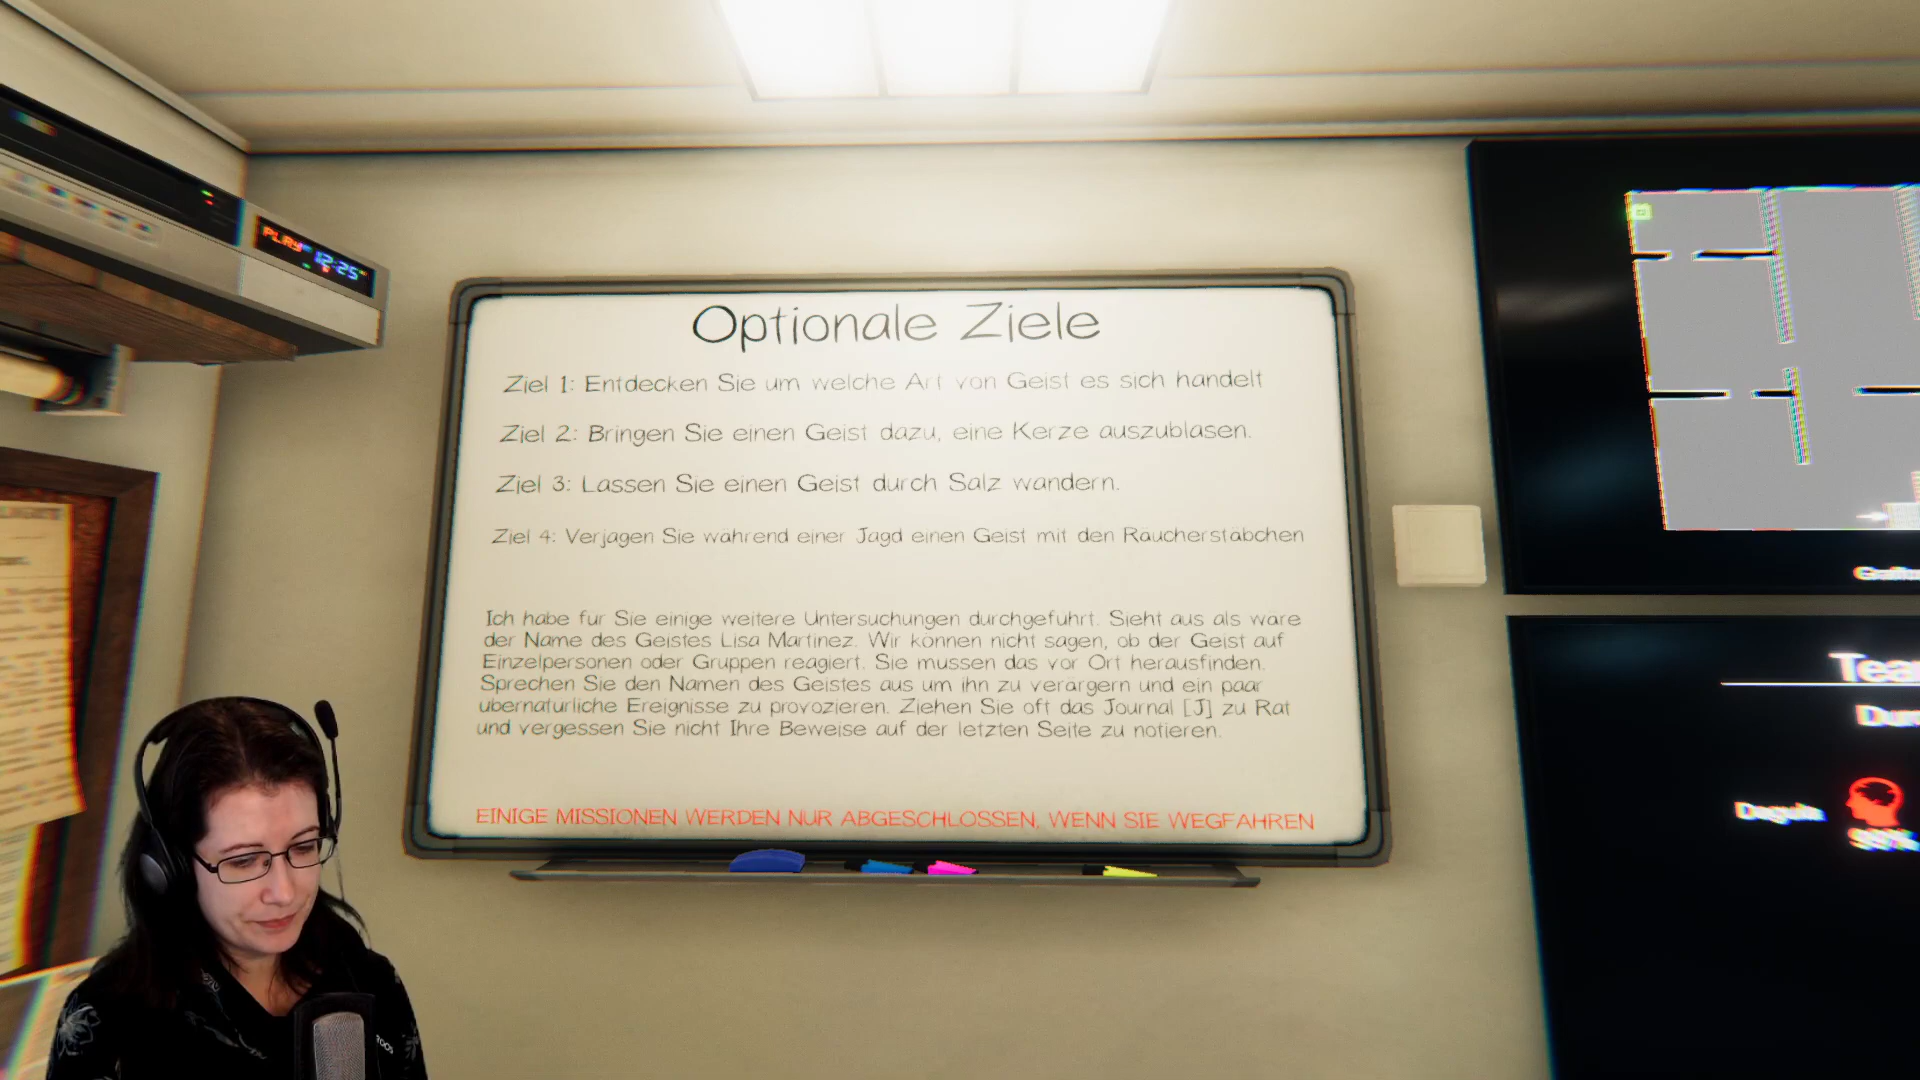 PLAY
12:25
Optionale Ziele
Ziel 1: Entdecken Sie um welche Art von Geist es sich handelt
Ziel 2: Bringen Sie einen Geist dazu, eine Kerze auszublasen.
Ziel 3: Lassen Sie einen Geist durch Salz wandern.
Ziel 4: Verjagen Sie während einer Jagd einen Geist mit den Räucherstäbchen
Ich habe für Sie einige weitere Untersuchungen durchgeführt. Sieht aus als wäre
der Name des Geistes Lisa Martinez. Wir können nicht sagen, ob der Geist auf
Einzelpersonen oder Gruppen reagiert. Sie müssen das vor Ort herausfinden.
Sprechen Sie den Namen des Geistes aus um ihn zu verärgern und ein paar
übernatürliche Ereignisse zu provozieren. Ziehen Sie oft das Journal [J] zu Rat
und vergessen Sie nicht Ihre Beweise auf der letzten Seite zu notieren.
EINIGE MISSIONEN WERDEN NUR ABGESCHLOSSEN, WENN SIE WEGFAHREN